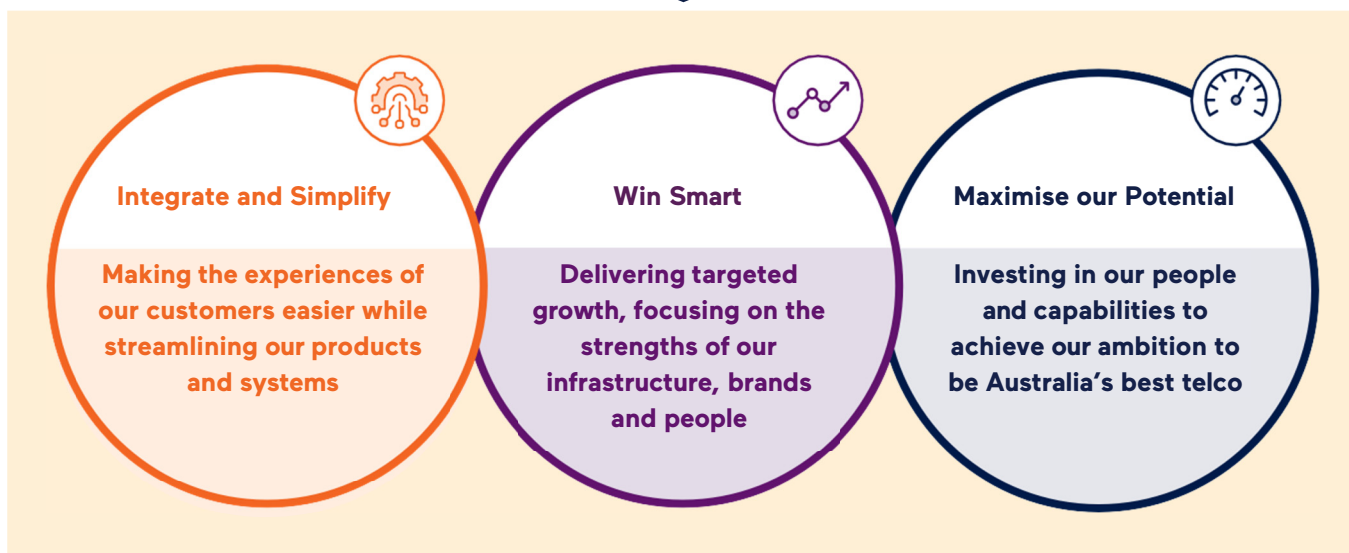 Integrate and Simplify
Making the experiences of
our customers easier while
streamlining our products
and systems
Win Smart
Delivering targeted
growth, focusing on the
strengths of our
infrastructure, brands
and people
Maximise our Potential
Investing in our people
and capabilities to
achieve our ambition to
be Australia’s best telco